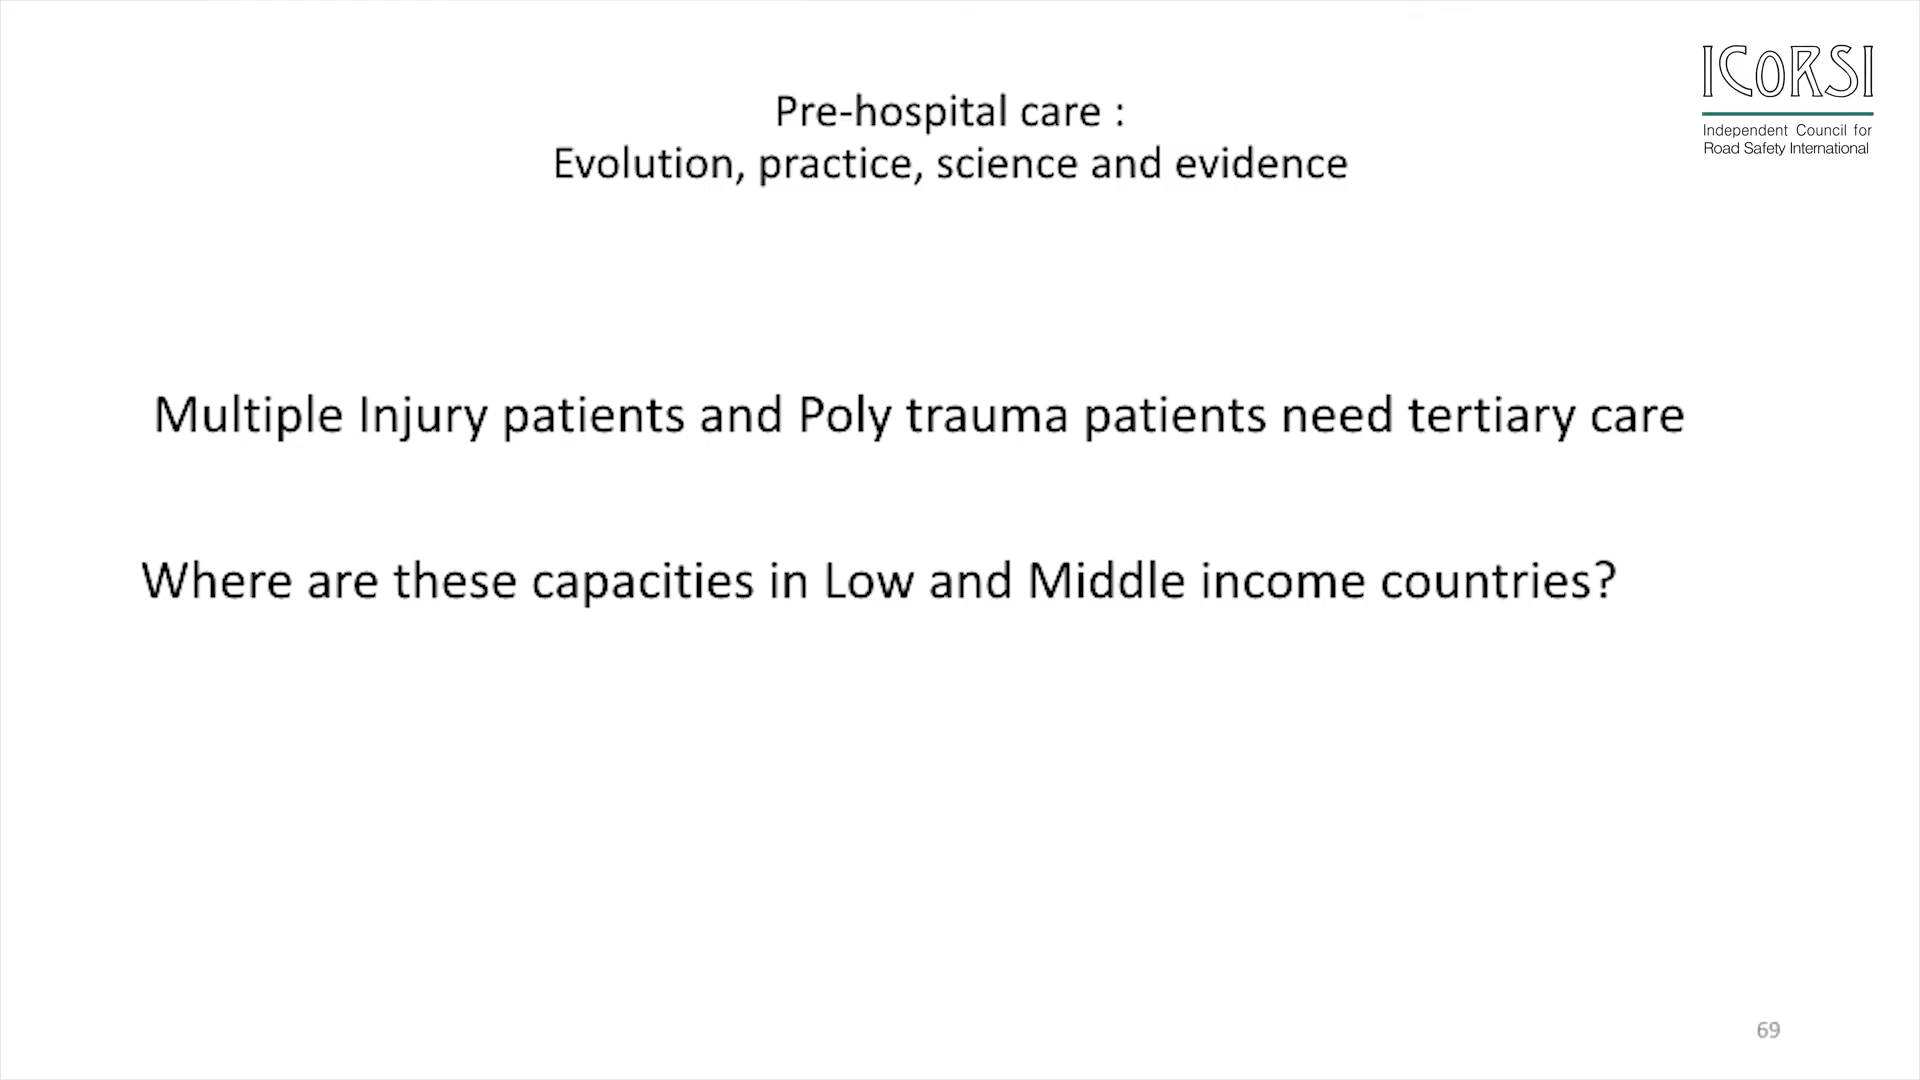 ICORSI
Independent Council for
Road Safety International
Pre-hospital care :
Evolution, practice, science and evidence
Multiple Injury patients and Poly trauma patients need tertiary care
Where are these capacities in Low and Middle income countries?
69